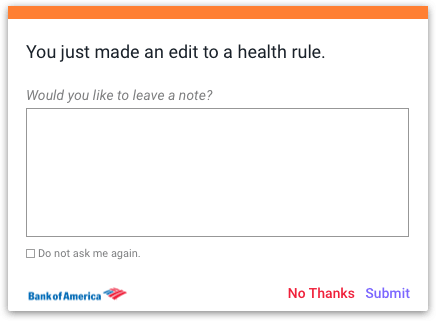 You just made an edit to a health rule.
Would you like to leave a note?
Do not ask me again.
Bank of America
No Thanks Submit